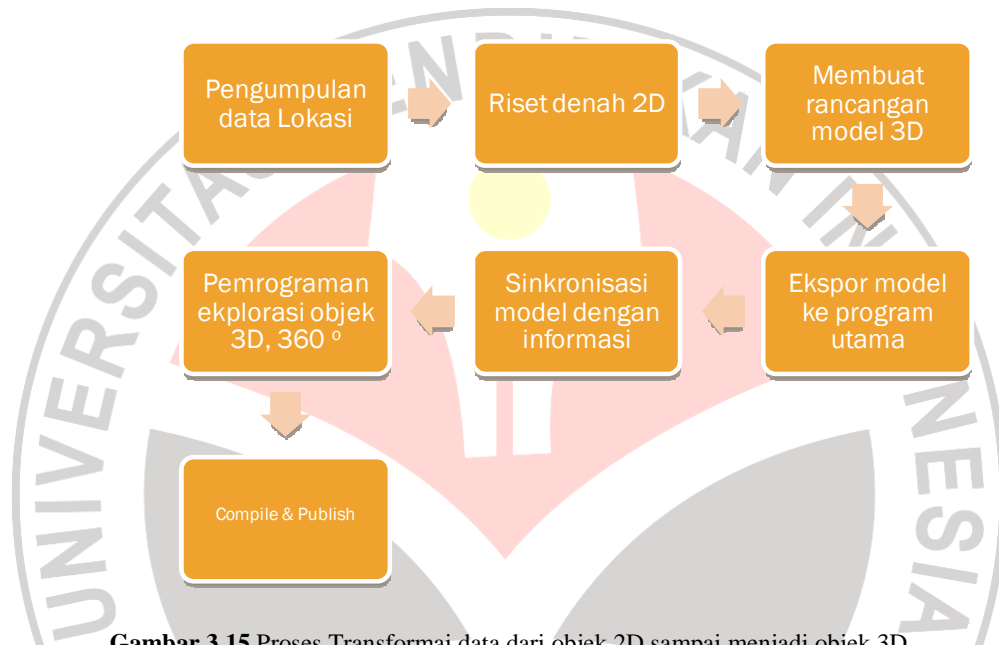 Pengumpulan
data Lokasi
Riset denah 2D
Membuat
rancangan
model 3D
Ekspor model
ke program
utama
Sinkronisasi
model dengan
informasi
Pemrograman
ekplorasi objek
3D, 360 º
Compile & Publish
Gambar 3.15 Proses Transformai data dari objek 2D sampai menjadi objek 3D